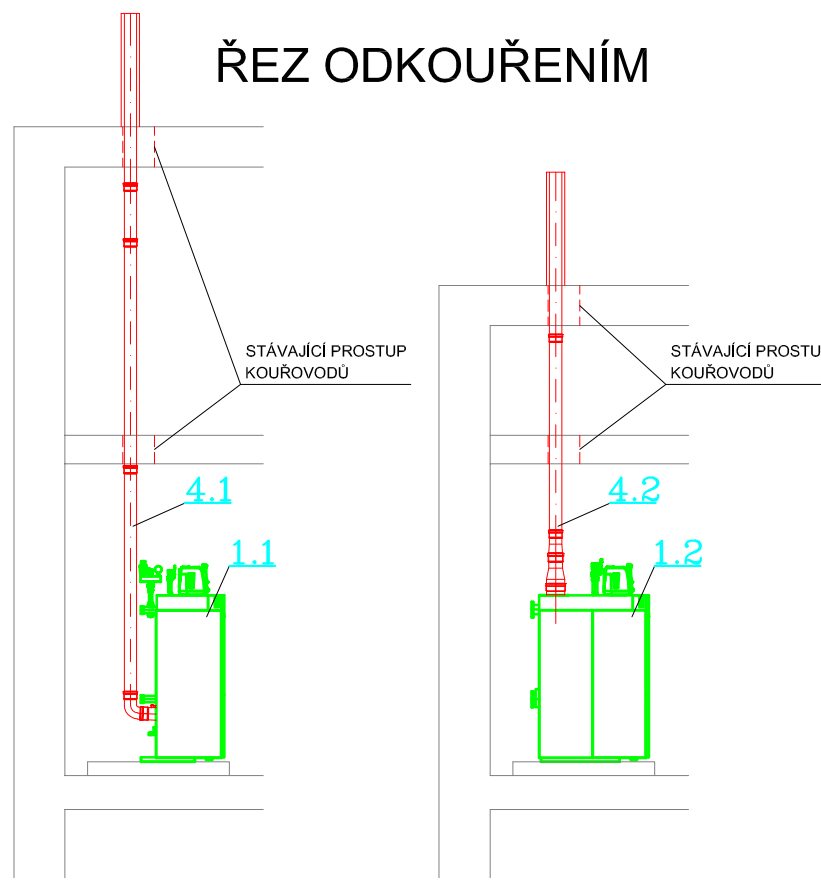 ŘEZ ODKOUŘENÍM
STÁVAJÍCÍ PROSTUP
KOUŘOVODŮ
STÁVAJÍCÍ PROSTU
KOUŘOVODŮ
4.1
4.2
1.1
1.2